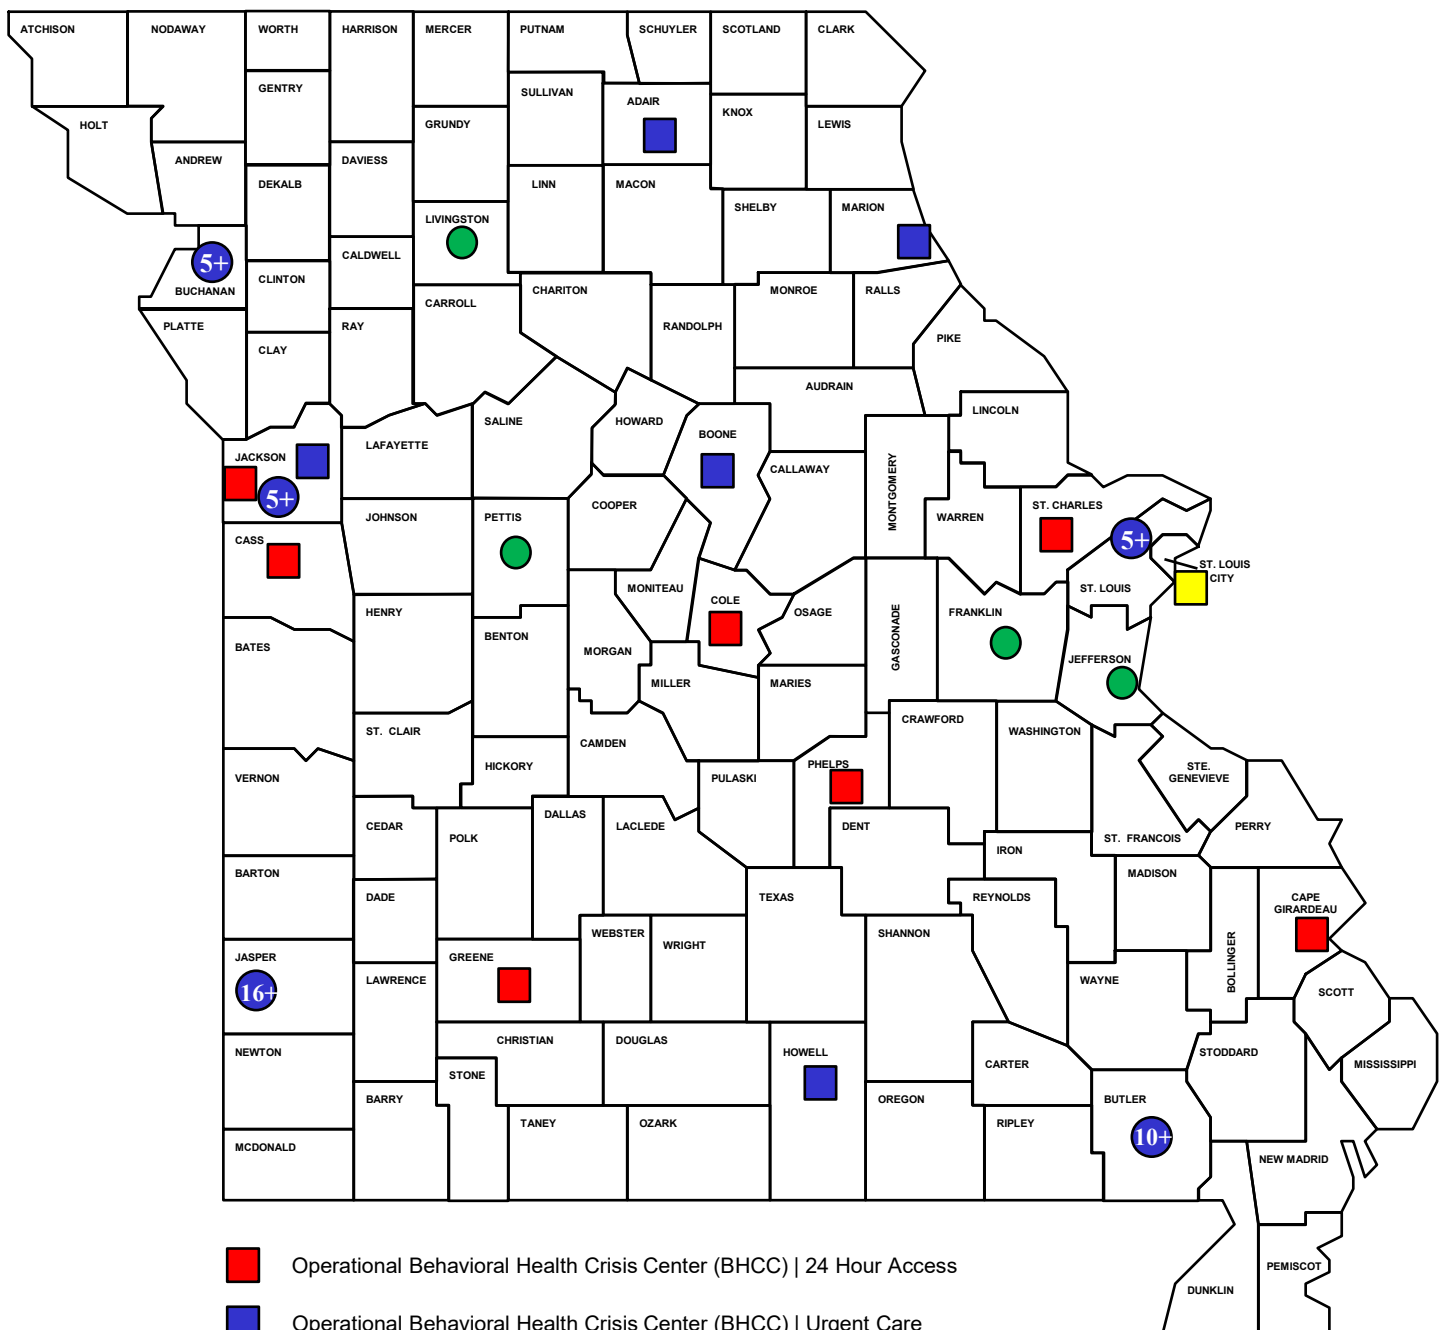 ATCHISON
NODAWAY
WORTH
HARRISON
MERCER
PUTNAM
SCHUYLER
SCOTLAND
CLARK
GENTRY
SULLIVAN
ADAIR
KNOX
HOLT
GRUNDY
LEWIS
ANDREW
DAVIESS
DEKALB
LINN
MACON
SHELBY
MARION
LIVINGSTON
CALDWELL
5+
BUCHANAN
CLINTON
CHARITON
MONROE
RALLS
CARROLL
PLATTE
RAY
RANDOLPH
PIKE
CLAY
AUDRAIN
LINCOLN
SALINE
HOWARD
BOONE
LAFAYETTE
JACKSON
5+
CALLAWAY
MONTGOMERY
COOPER
ST. CHARLES
JOHNSON
PETTIS
WARREN
CASS
5+
ST. LOUIS
CITY
ST. LOUIS
MONITEAU
COLE
HENRY
OSAGE
GASCONADE
FRANKLIN
BENTON
BATES
MORGAN
JEFFERSON
MILLER
MARIES
CRAWFORD
ST. CLAIR
WASHINGTON
CAMDEN
HICKORY
PHELPS
STE.
GENEVIEVE
VERNON
PULASKI
DALLAS
CEDAR
LACLEDE
DENT
PERRY
POLK
ST. FRANCOIS
IRON
BARTON
MADISON
DADE
TEXAS
REYNOLDS
CAPE
GIRARDEAU
WEBSTER
SHANNON
WRIGHT
BOLLINGER
JASPER
16+
GREENE
LAWRENCE
WAYNE
SCOTT
CHRISTIAN
DOUGLAS
NEWTON
HOWELL
STODDARD
CARTER
MISSISSIPPI
STONE
BARRY
OREGON
BUTLER
10+
TANEY
OZARK
RIPLEY
MCDONALD
NEW MADRID
Operational Behavioral Health Crisis Center (BHCC) | 24 Hour Access
PEMISCOT
DUNKLIN
Operational Behavioral Health Crisis Center (BHCC) | Urgent Care